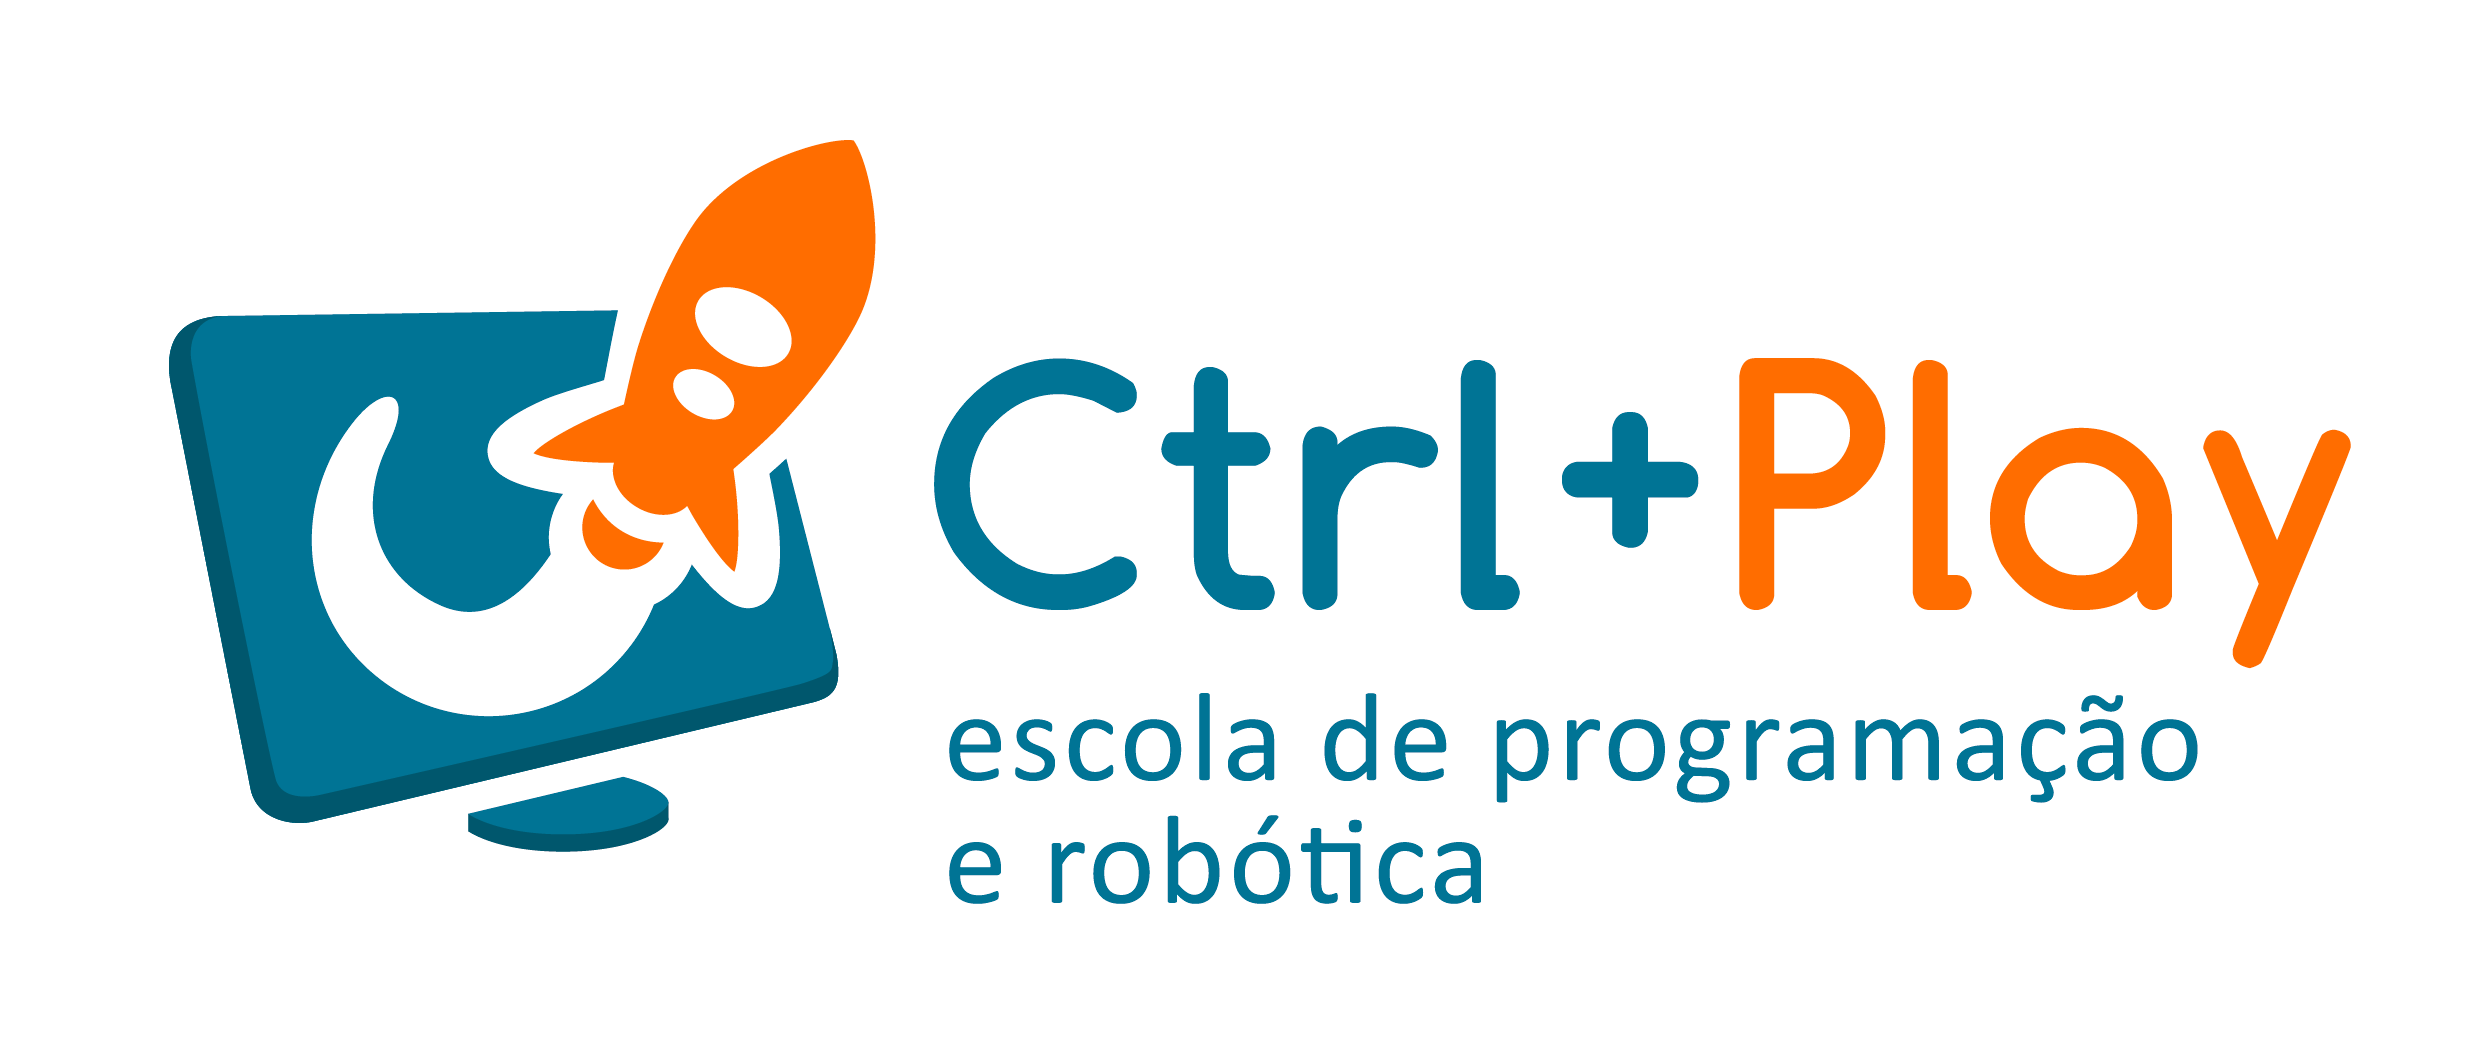 Ctrl+Play
escola de programação
e robótica